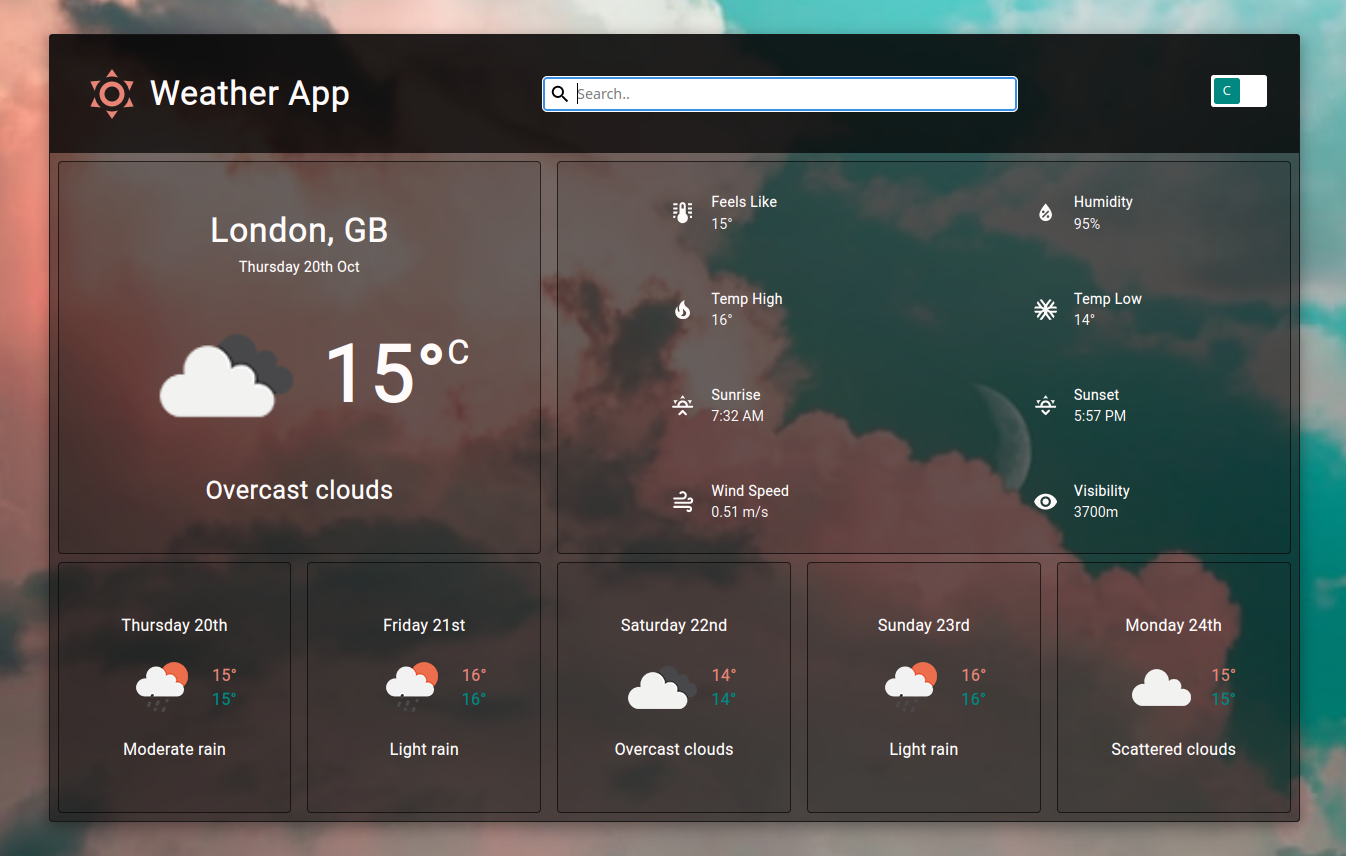 Weather App
Search..
C
London, GB
Thursday 20th Oct
15°C
Overcast clouds
Feels Like
15°
Humidity
95%
Temp High
16°
Temp Low
14°
Sunrise
7:32 AM
Sunset
5:57 PM
Wind Speed
0.51 m/s
Visibility
3700m
Thursday 20th
15°
15°
Moderate rain
Friday 21st
16°
16°
Light rain
Saturday 22nd
14°
14°
Overcast clouds
Sunday 23rd
16°
16°
Light rain
Monday 24th
15°
15°
Scattered clouds